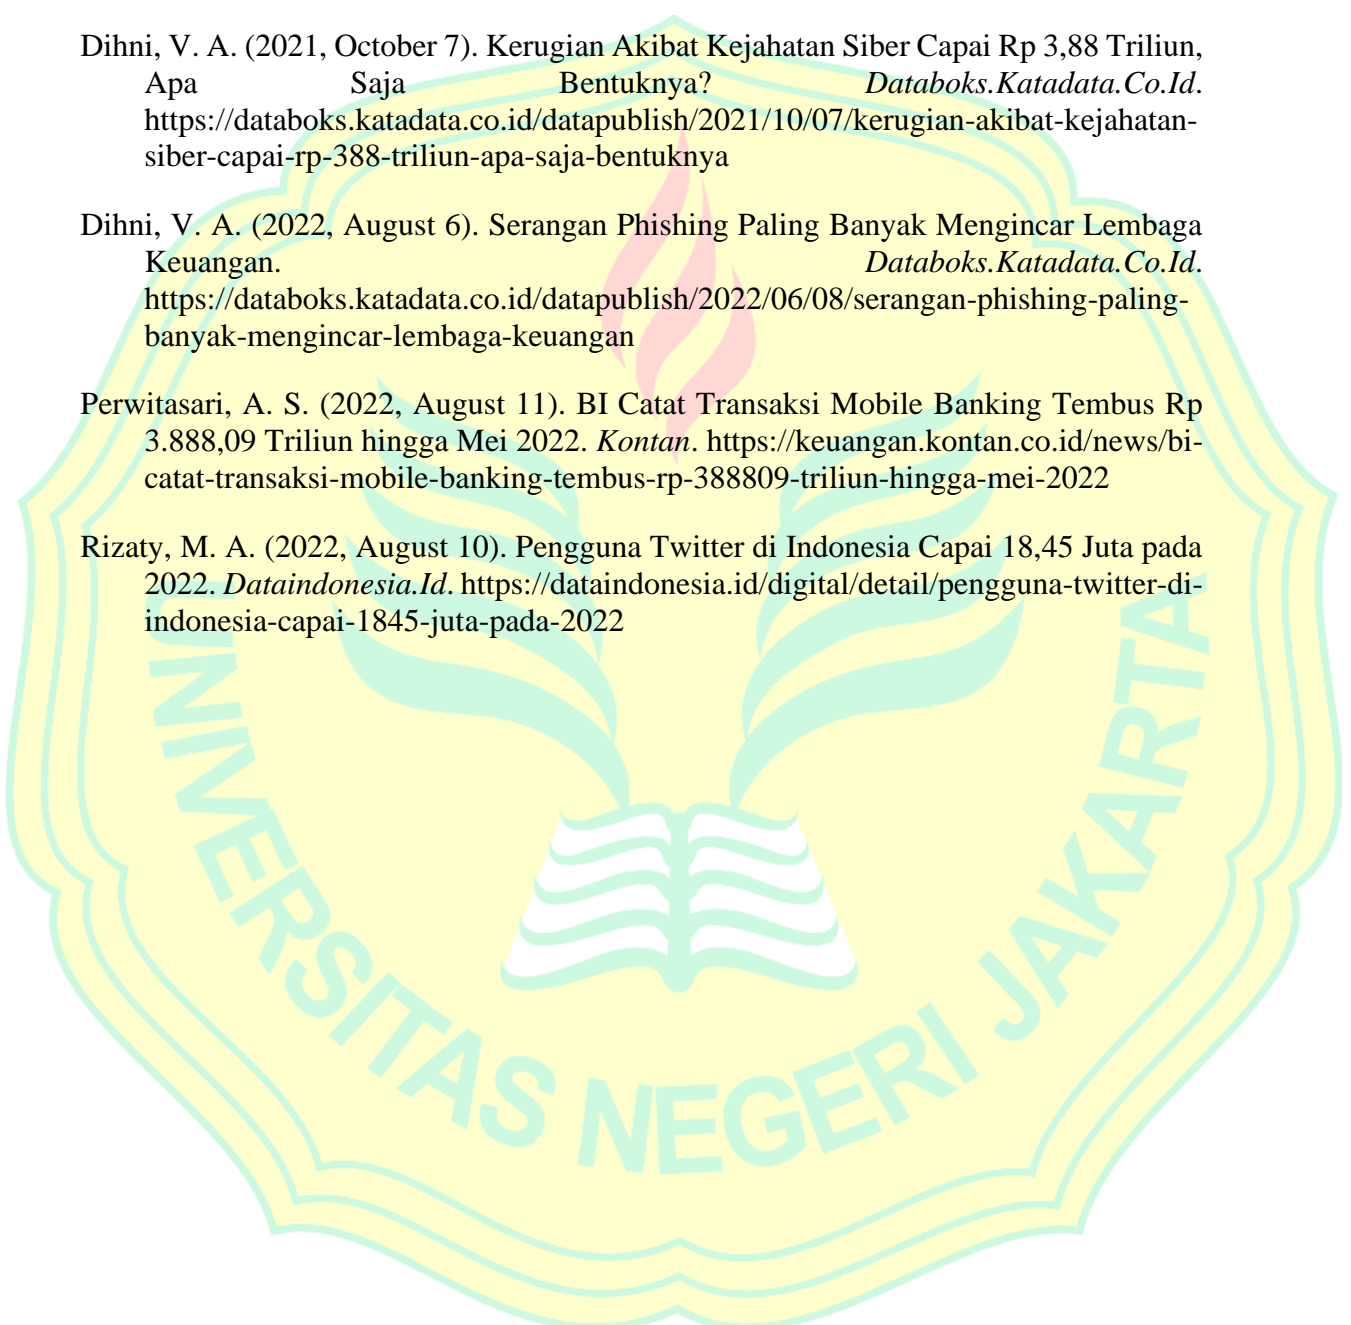 Dihni, V. A. (2021, October 7). Kerugian Akibat Kejahatan Siber Capai Rp 3,88 Triliun,
Apa Saja Bentuknya? Databoks.Katadata.Co.Id.
https://databoks.katadata.co.id/datapublish/2021/10/07/kerugian-akibat-kejahatan-
siber-capai-rp-388-triliun-apa-saja-bentuknya
Dihni, V. A. (2022, August 6). Serangan Phishing Paling Banyak Mengincar Lembaga
Keuangan. Databoks.Katadata.Co.Id.
https://databoks.katadata.co.id/datapublish/2022/06/08/serangan-phishing-paling-
banyak-mengincar-lembaga-keuangan
Perwitasari, A. S. (2022, August 11). BI Catat Transaksi Mobile Banking Tembus Rp
3.888,09 Triliun hingga Mei 2022. Kontan. https://keuangan.kontan.co.id/news/bi-
catat-transaksi-mobile-banking-tembus-rp-388809-triliun-hingga-mei-2022
Rizaty, M. A. (2022, August 10). Pengguna Twitter di Indonesia Capai 18,45 Juta pada
2022. Dataindonesia.Id. https://dataindonesia.id/digital/detail/pengguna-twitter-di-
indonesia-capai-1845-juta-pada-2022
UNIVERSITAS NEGERI JAKARTA